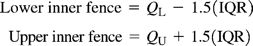 Lower inner fence = Q_L − 1.5(IQR)
Upper inner fence = Q_U + 1.5(IQR)